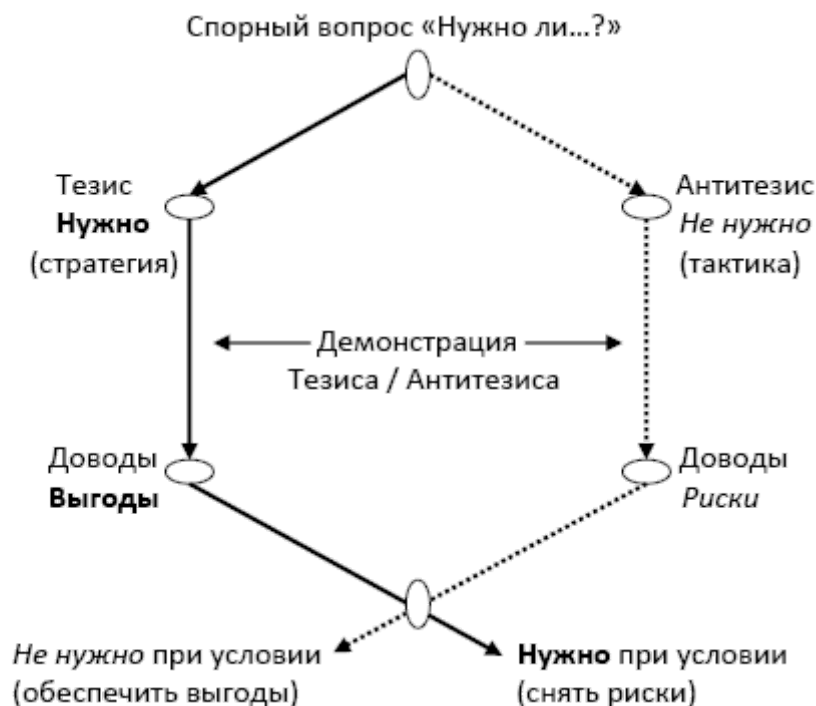 Спорный вопрос «Нужно ли...?»
Тезис
Нужно
(стратегия)
Антитезис
Не нужно
(тактика)
Демонстрация
Тезиса / Антитезиса
Доводы
Выгоды
Доводы
Риски
Не нужно при условии
(обеспечить выгоды)
Нужно при условии
(снять риски)